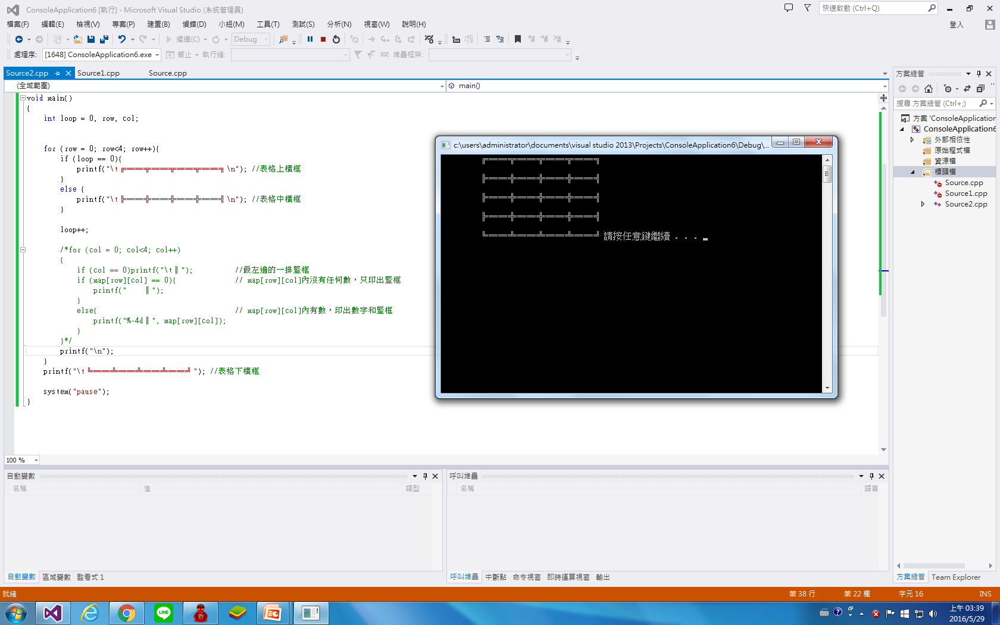 ConsoleApplication6 [執行] - Microsoft Visual Studio (系統管理員)
快速啟動 (Ctrl+Q)
檔案(F) 編輯(E) 檢視(V) 專案(P) 建置(B) 偵錯(D) 小組(M) 工具(T) 測試(S) 分析(N) 視窗(W) 說明(H)
登入
繼續(C) Debug
處理序: [1648] ConsoleApplication6.exe 暫止 執行緒: 堆疊框架:
Source2.cpp Source1.cpp Source.cpp
(全域範圍) main()
void main()
{
int loop = 0, row, col;
for (row = 0; row<4; row++){
if (loop == 0){
printf("\t╔═══╦═══╦═══╦═══╗\n"); //表格上橫框
}
else {
printf("\t╠═══╬═══╬═══╬═══╣\n"); //表格中橫框
}
loop++;
/*for (col = 0; col<4; col++)
{
if (col == 0)printf("\t║"); //最左邊的一排豎框
if (map[row][col] == 0){ // map[row][col]內沒有任何數，只印出豎框
printf("    ║");
}
else{ // map[row][col]內有數，印出數字和豎框
printf("%-4d║", map[row][col]);
}
}*/
printf("\n");
}
printf("\t╚═══╩═══╩═══╩═══╝"); //表格下橫框
system("pause");
}
c:\users\administrator\documents\visual studio 2013\Projects\ConsoleApplication6\Debug\...
╔═══╦═══╦═══╦═══╗
╠═══╬═══╬═══╬═══╣
╠═══╬═══╬═══╬═══╣
╠═══╬═══╬═══╬═══╣
╚═══╩═══╩═══╩═══╝請按任意鍵繼續 . . .
方案總管
搜尋 方案總管 (Ctrl+;)
方案 'ConsoleApplication
ConsoleApplication6
外部相依性
原始程式檔
資源檔
標頭檔
Source.cpp
Source1.cpp
Source2.cpp
100 %
自動變數
名稱 值 類型
呼叫堆疊
名稱 語言
自動變數 區域變數 監看式 1
呼叫堆疊 中斷點 命令視窗 即時運算視窗 輸出
方案總管 Team Explorer
就緒 第 38 行 第 22 欄 字元 16 INS
LINE
上午 03:39
2016/5/29